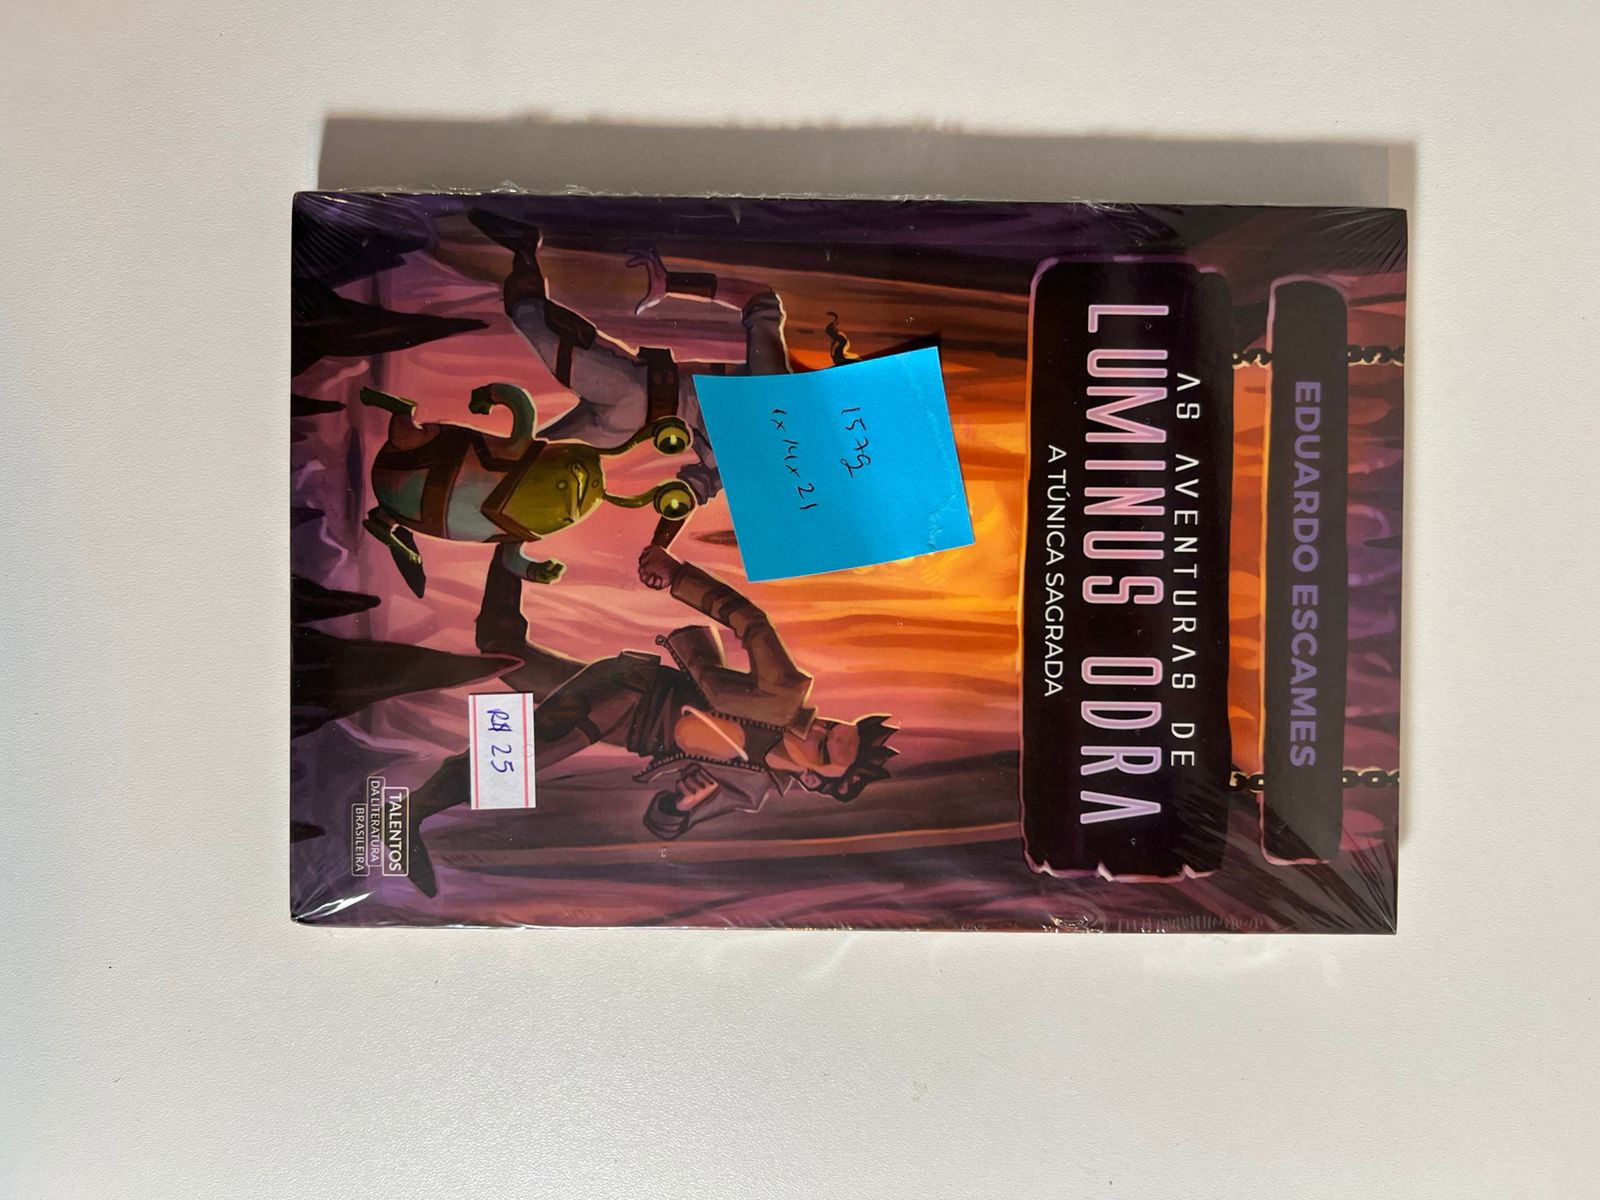 EDUARDO ESCAMES
AS AVENTURAS DE
LUMINUS ODRA
A TÚNICA SAGRADA
157g
1x14x21
R$ 25
TALENTOS
DA LITERATURA
BRASILEIRA